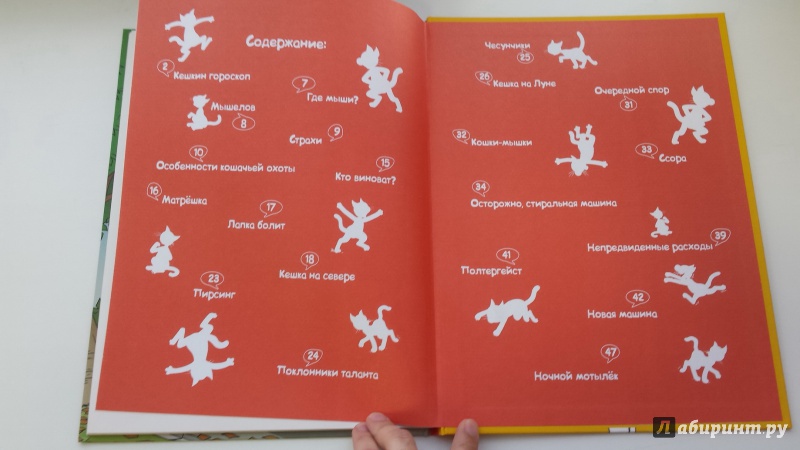 Содержание:
2
Кешкин гороскоп
7
Где мыши?
Мышелов
8
Страхи
9
10
Особенности кошачьей охоты
15
Кто виноват?
16
Матрёшка
17
Лапка болит
18
Кешка на севере
23
Пирсинг
24
Поклонники таланта
Чесунчики
25
26
Кешка на Луне
Очередной спор
31
32
Кошки-мышки
33
Ссора
34
Осторожно, стиральная машина
39
Непредвиденные расходы
41
Полтергейст
42
Новая машина
47
Ночной мотылёк
Лабиринт.ру